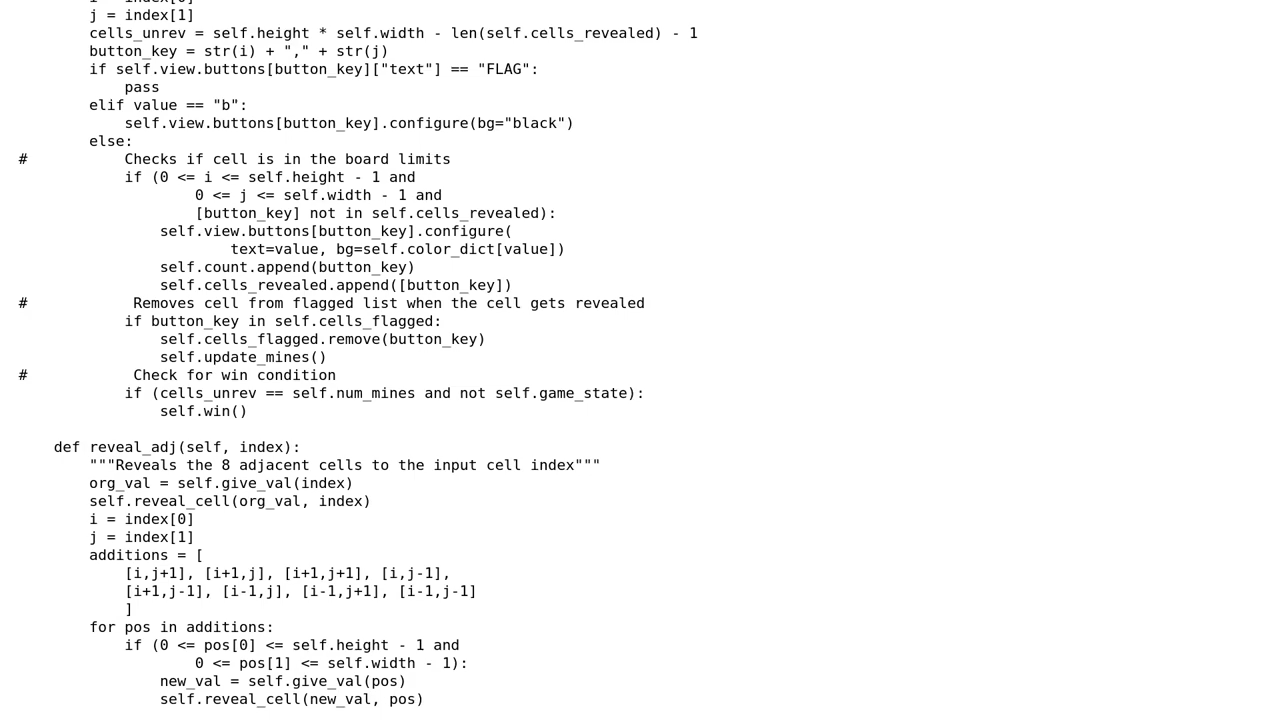 i = index[0]
        j = index[1]
        cells_unrev = self.height * self.width - len(self.cells_revealed) - 1
        button_key = str(i) + "," + str(j)
        if self.view.buttons[button_key]["text"] == "FLAG":
            pass
        elif value == "b":
            self.view.buttons[button_key].configure(bg="black")
        else:
#           Checks if cell is in the board limits
            if (0 <= i <= self.height - 1 and
                    0 <= j <= self.width - 1 and
                    [button_key] not in self.cells_revealed):
                self.view.buttons[button_key].configure(
                        text=value, bg=self.color_dict[value])
                self.count.append(button_key)
                self.cells_revealed.append([button_key])
#            Removes cell from flagged list when the cell gets revealed
            if button_key in self.cells_flagged:
                self.cells_flagged.remove(button_key)
                self.update_mines()
#            Check for win condition
            if (cells_unrev == self.num_mines and not self.game_state):
                self.win()

    def reveal_adj(self, index):
        """Reveals the 8 adjacent cells to the input cell index"""
        org_val = self.give_val(index)
        self.reveal_cell(org_val, index)
        i = index[0]
        j = index[1]
        additions = [
            [i,j+1], [i+1,j], [i+1,j+1], [i,j-1],
            [i+1,j-1], [i-1,j], [i-1,j+1], [i-1,j-1]
            ]
        for pos in additions:
            if (0 <= pos[0] <= self.height - 1 and
                    0 <= pos[1] <= self.width - 1):
                new_val = self.give_val(pos)
                self.reveal_cell(new_val, pos)